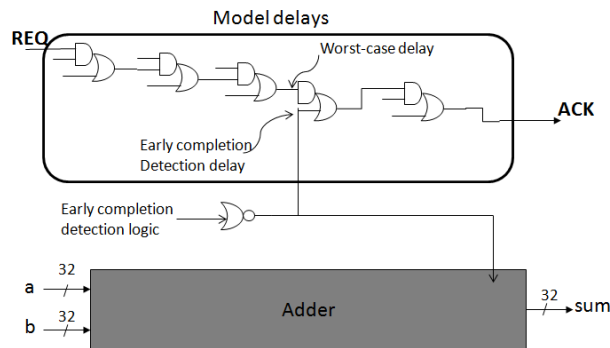 Model delays
REQ
Worst-case delay
ACK
Early completion
Detection delay
Early completion
detection logic
32
a
32
b
Adder
32
sum